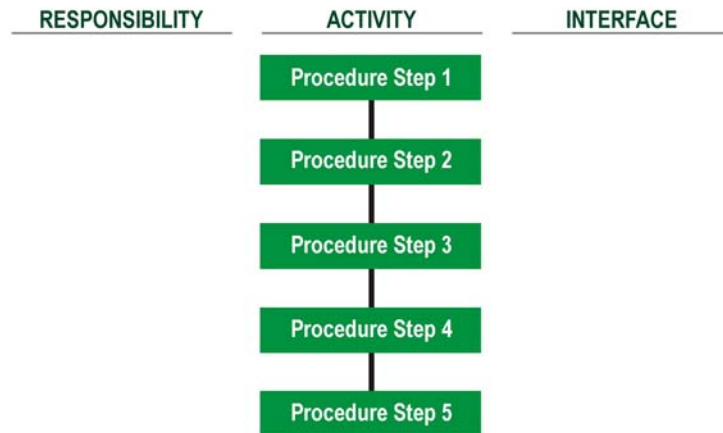 RESPONSIBILITY ACTIVITY INTERFACE
Procedure Step 1
Procedure Step 2
Procedure Step 3
Procedure Step 4
Procedure Step 5